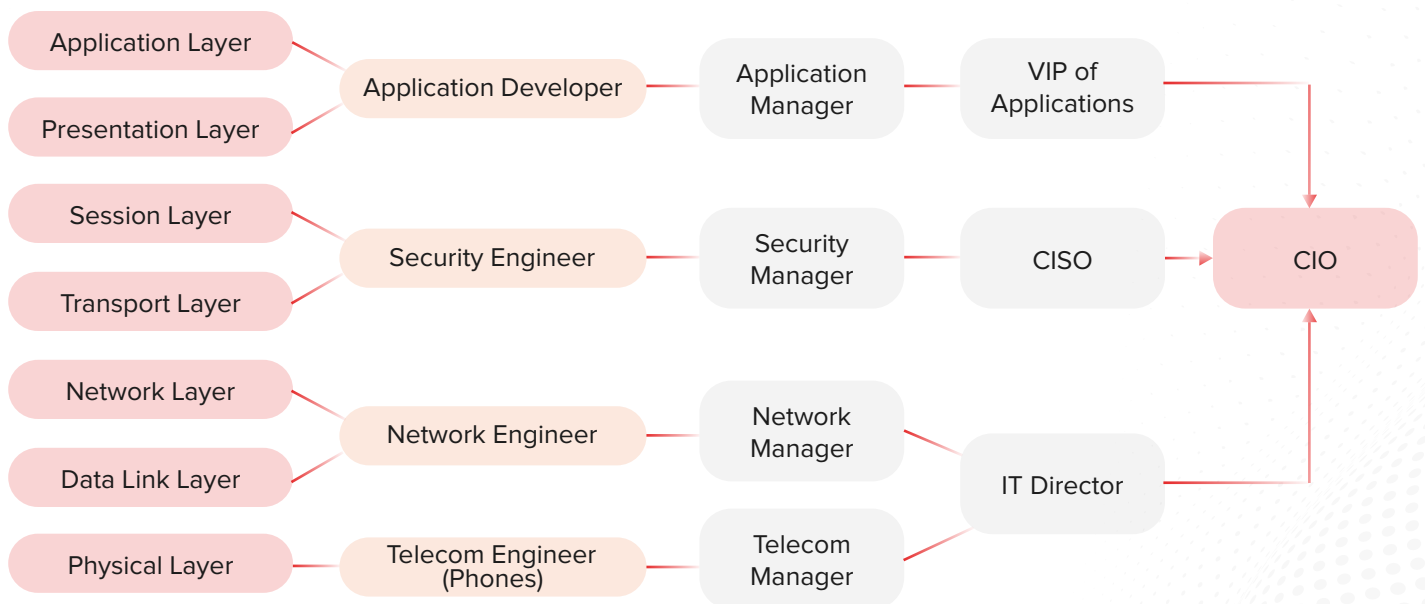 Application Layer
Presentation Layer
Session Layer
Transport Layer
Network Layer
Data Link Layer
Physical Layer
Application Developer
Security Engineer
Network Engineer
Telecom Engineer
(Phones)
Application
Manager
Security
Manager
Network
Manager
Telecom
Manager
VIP of
Applications
CISO
IT Director
CIO